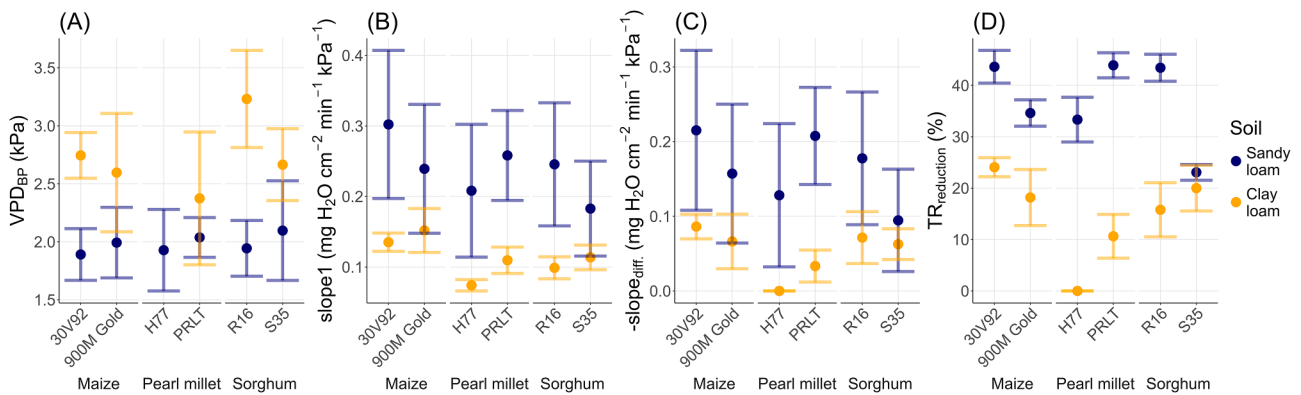 (A)
VPD_BP (kPa)
3.5
3.0
2.5
2.0
1.5
30V92
900M Gold
H77
PRLT
R16
S35
Maize
Pearl millet
Sorghum
(B)
slope1 (mg H₂O cm⁻² min⁻¹ kPa⁻¹)
0.4
0.3
0.2
0.1
30V92
900M Gold
H77
PRLT
R16
S35
Maize
Pearl millet
Sorghum
(C)
-slope_diff. (mg H₂O cm⁻² min⁻¹ kPa⁻¹)
0.3
0.2
0.1
0.0
30V92
900M Gold
H77
PRLT
R16
S35
Maize
Pearl millet
Sorghum
(D)
TR_reduction (%)
40
30
20
10
0
30V92
900M Gold
H77
PRLT
R16
S35
Maize
Pearl millet
Sorghum
Soil
Sandy
loam
Clay
loam